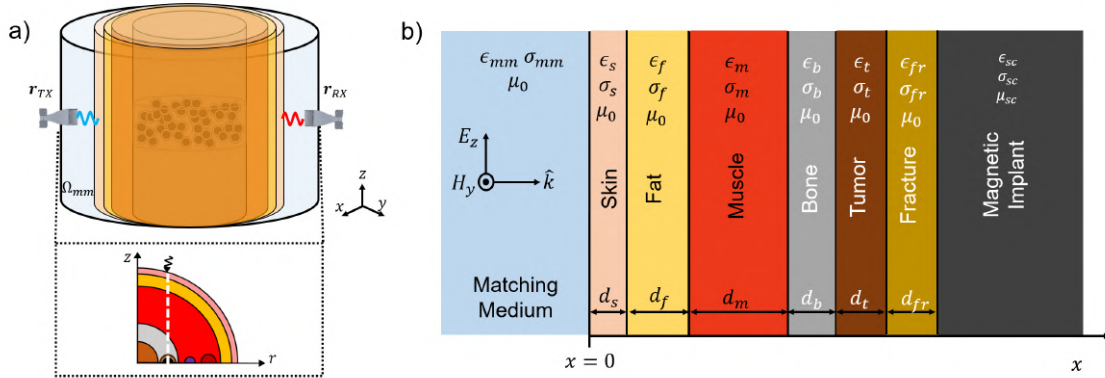 a)
r_TX
r_RX
Ω_mm
z
x
y
z
r
b)
ϵ_mm σ_mm
μ_0
E_z
H_y
k̂
Matching
Medium
ϵ_s
σ_s
μ_0
Skin
d_s
ϵ_f
σ_f
μ_0
Fat
d_f
ϵ_m
σ_m
μ_0
Muscle
d_m
ϵ_b
σ_b
μ_0
Bone
d_b
ϵ_t
σ_t
μ_0
Tumor
d_t
ϵ_fr
σ_fr
μ_0
Fracture
d_fr
ϵ_sc
σ_sc
μ_sc
Magnetic
Implant
x = 0
x